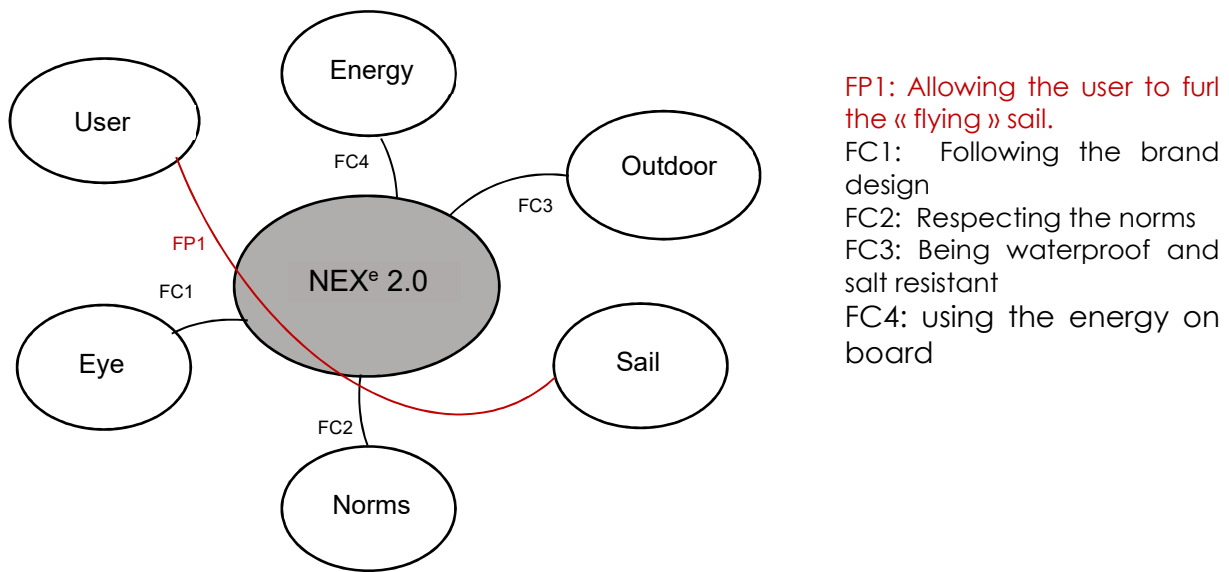 Energy
User
FC4
Outdoor
FC3
FP1
NEXᵉ 2.0
FC1
Eye
Sail
FC2
Norms
FP1: Allowing the user to furl
the « flying » sail.
FC1: Following the brand
design
FC2: Respecting the norms
FC3: Being waterproof and
salt resistant
FC4: using the energy on
board